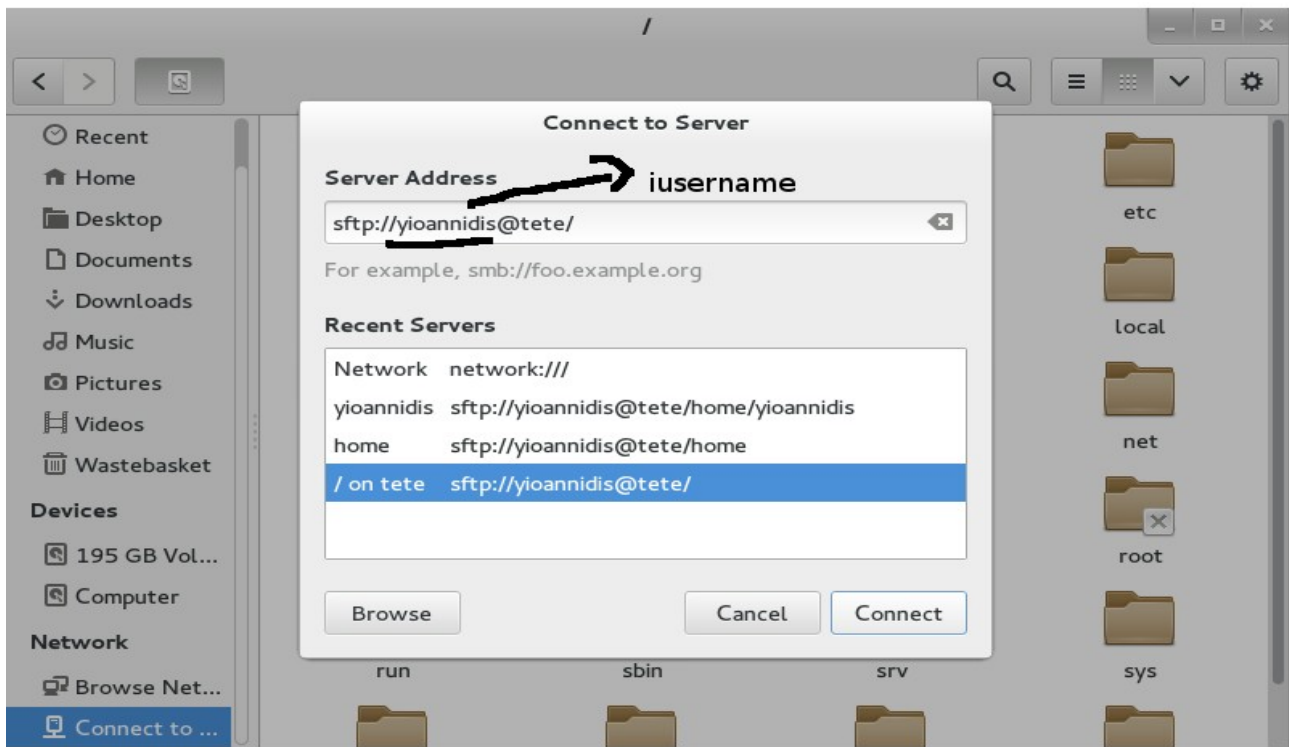 /
Recent
Home
Desktop
Documents
Downloads
Music
Pictures
Videos
Wastebasket
Devices
195 GB Vol...
Computer
Network
Browse Net...
Connect to ...
Connect to Server
Server Address
iusername
sftp://yioannidis@tete/
For example, smb://foo.example.org
Recent Servers
Network network:///
yioannidis sftp://yioannidis@tete/home/yioannidis
home sftp://yioannidis@tete/home
/ on tete sftp://yioannidis@tete/
Browse Cancel Connect
etc
local
net
root
run sbin srv sys